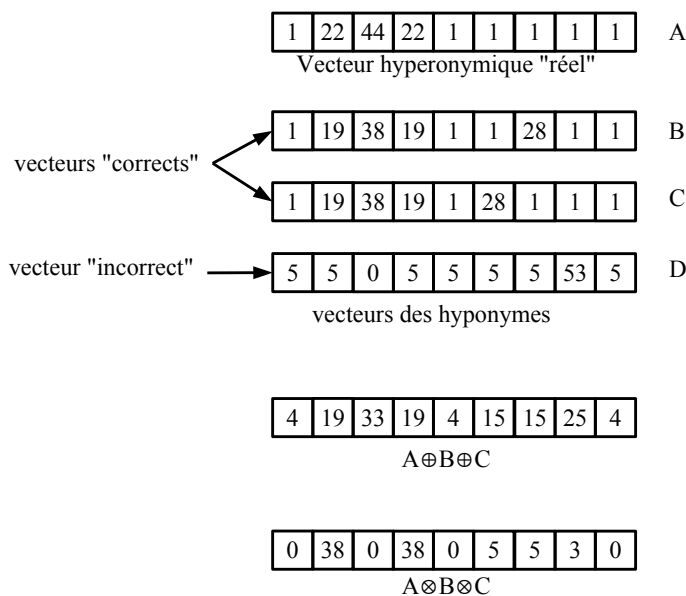 1 22 44 22 1 1 1 1 1 A
Vecteur hyperonymique "réel"
1 19 38 19 1 1 28 1 1 B
vecteurs "corrects"
1 19 38 19 1 28 1 1 1 C
vecteur "incorrect" 5 5 0 5 5 5 5 53 5 D
vecteurs des hyponymes
4 19 33 19 4 15 15 25 4
A⊕B⊕C
0 38 0 38 0 5 5 3 0
A⊗B⊗C